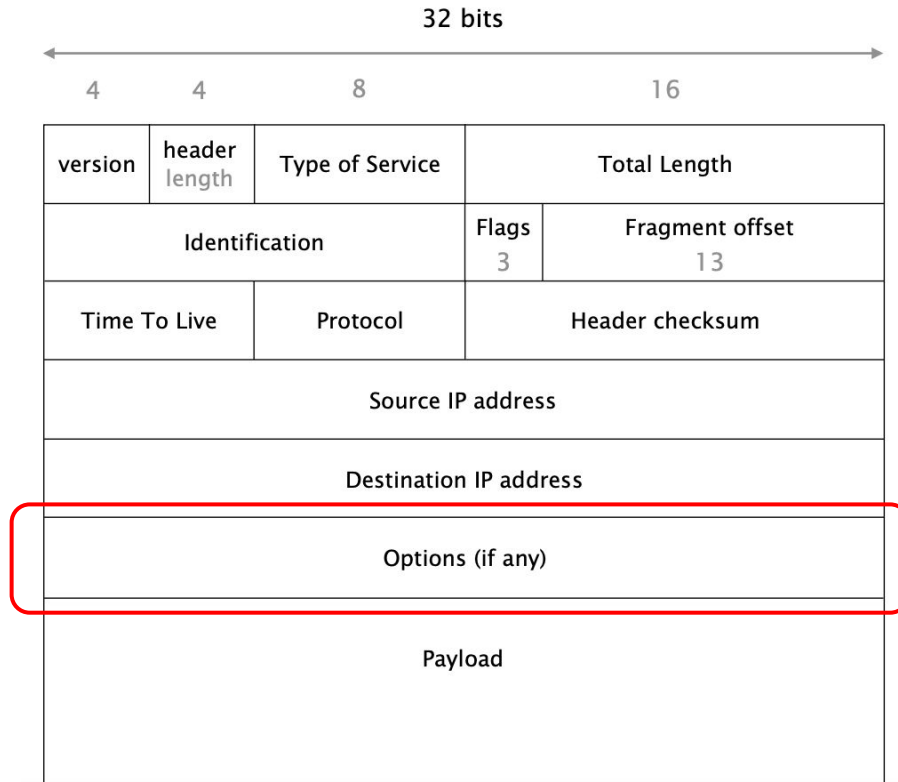 32 bits
4 4 8 16
version header length Type of Service Total Length
Identification Flags 3 Fragment offset 13
Time To Live Protocol Header checksum
Source IP address
Destination IP address
Options (if any)
Payload